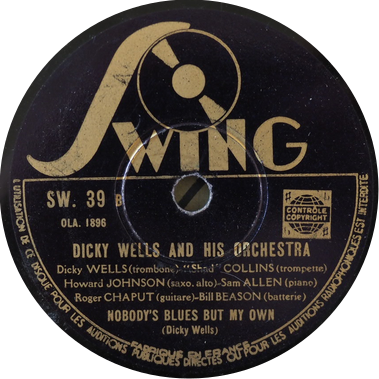 SWING
SW. 39 B
OLA. 1896
CONTRÔLE
COPYRIGHT
DICKY WELLS AND HIS ORCHESTRA
Dicky WELLS (trombone) - "Shad" COLLINS (trompette)
Howard JOHNSON (saxo. alto) - Sam ALLEN (piano)
Roger CHAPUT (guitare) - Bill BEASON (batterie)
NOBODY'S BLUES BUT MY OWN
(Dicky Wells)
FABRIQUÉ EN FRANCE
L'UTILISATION DE CE DISQUE POUR LES AUDITIONS PUBLIQUES DIRECTES OU POUR LES AUDITIONS RADIOPHONIQUES EST INTERDITE